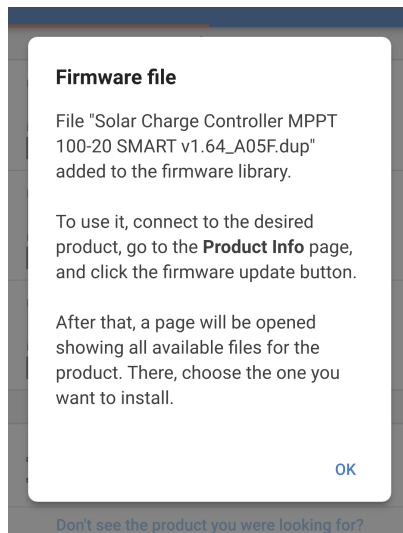 Firmware file
File "Solar Charge Controller MPPT
100-20 SMART v1.64_A05F.dup"
added to the firmware library.
To use it, connect to the desired
product, go to the Product Info page,
and click the firmware update button.
After that, a page will be opened
showing all available files for the
product. There, choose the one you
want to install.
OK
Don't see the product you were looking for?